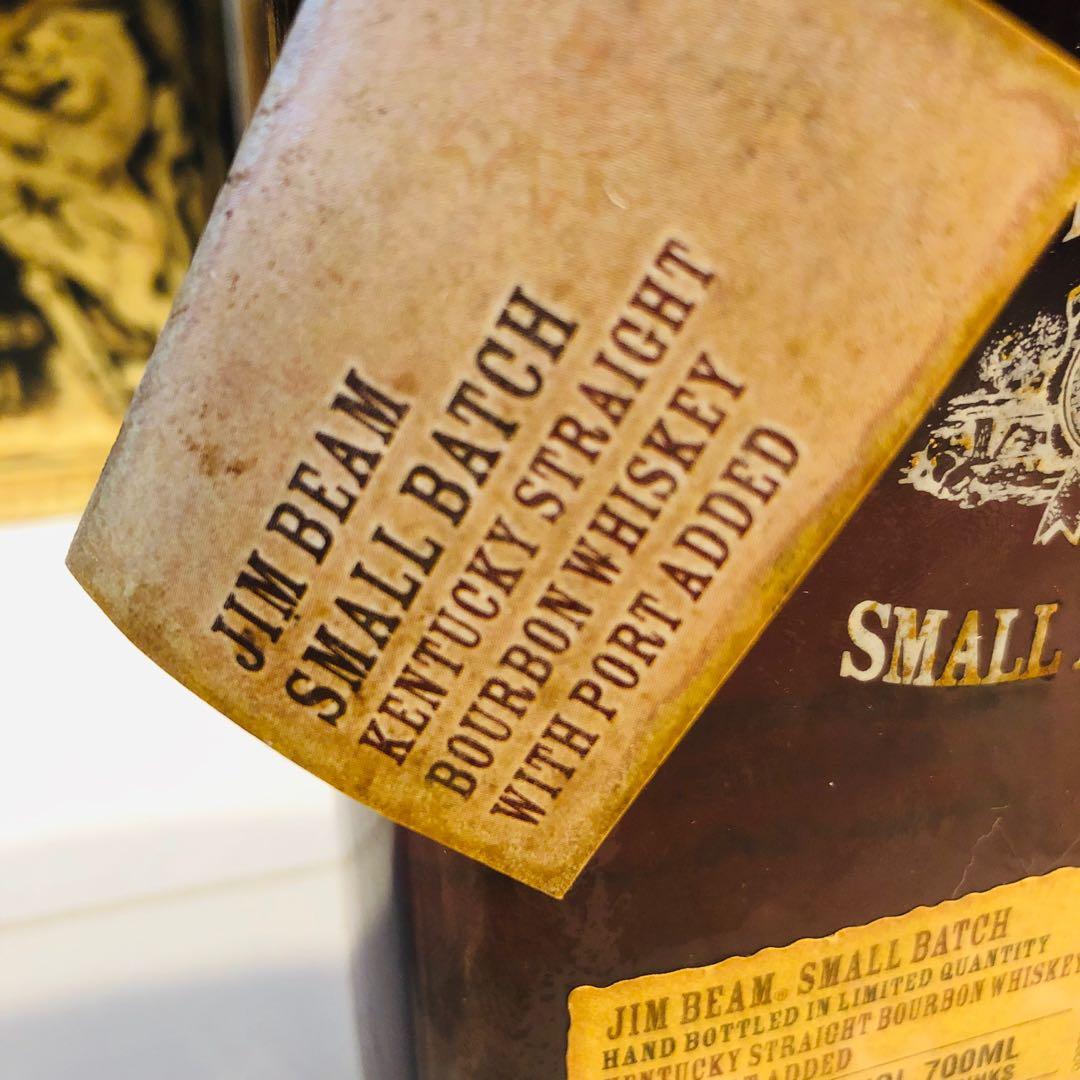 JIM BEAM
SMALL BATCH
KENTUCKY STRAIGHT
BOURBON WHISKEY
WITH PORT ADDED
SMALL
JIM BEAM® SMALL BATCH
HAND BOTTLED IN LIMITED QUANTITY
KENTUCKY STRAIGHT BOURBON WHISKEY
ADDED
700ML